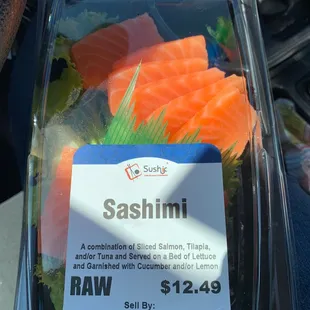 Sushic
Sashimi
A combination of Sliced Salmon, Tilapia,
and/or Tuna and Served on a Bed of Lettuce
and Garnished with Cucumber and/or Lemon
RAW $12.49
Sell By: